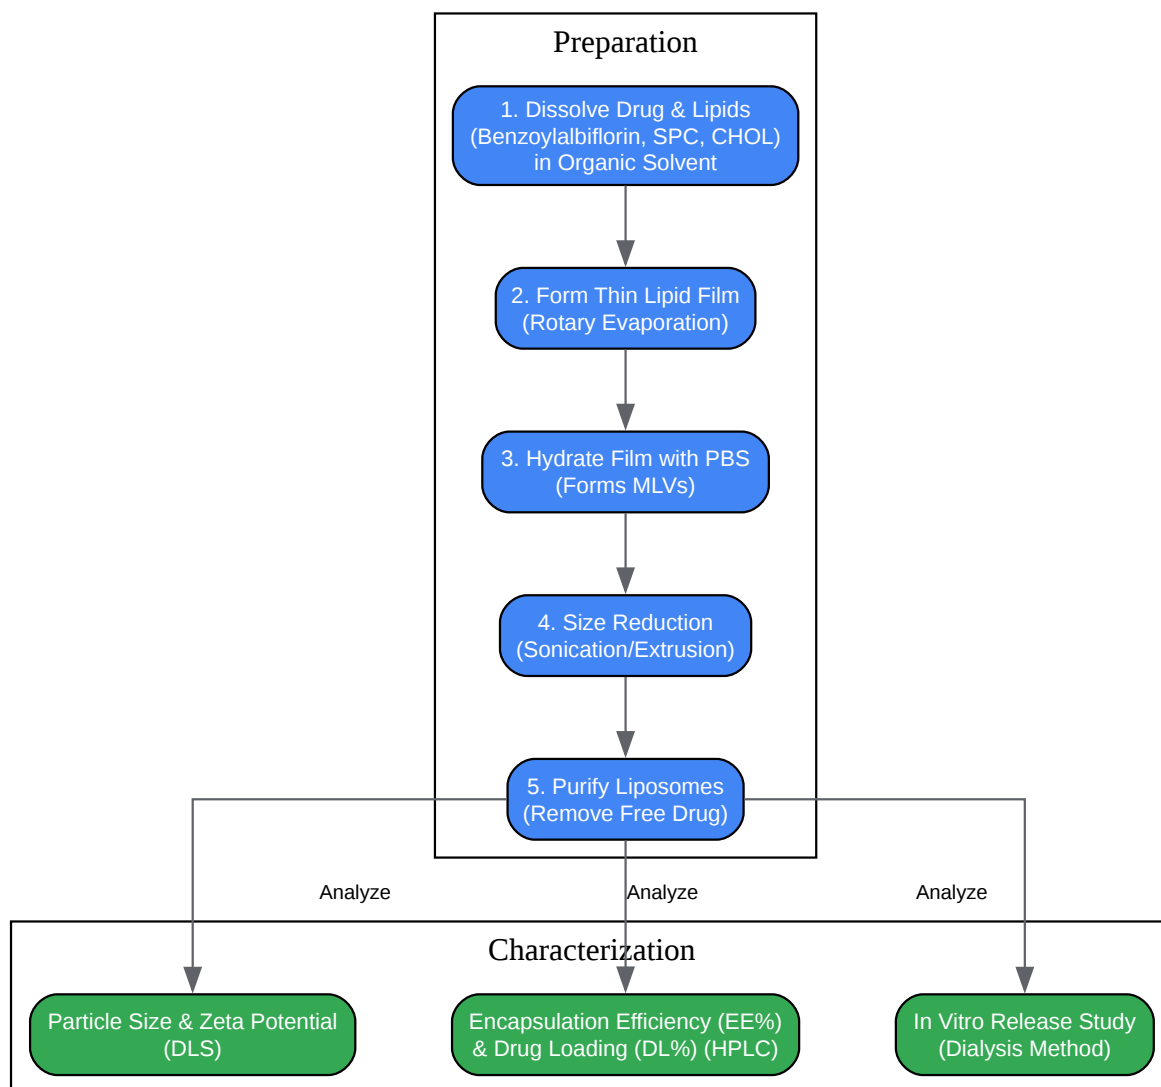 Preparation
1. Dissolve Drug & Lipids
(Benzoylalbiflorin, SPC, CHOL)
in Organic Solvent
2. Form Thin Lipid Film
(Rotary Evaporation)
3. Hydrate Film with PBS
(Forms MLVs)
4. Size Reduction
(Sonication/Extrusion)
5. Purify Liposomes
(Remove Free Drug)
Analyze
Analyze
Analyze
Characterization
Particle Size & Zeta Potential
(DLS)
Encapsulation Efficiency (EE%)
& Drug Loading (DL%) (HPLC)
In Vitro Release Study
(Dialysis Method)